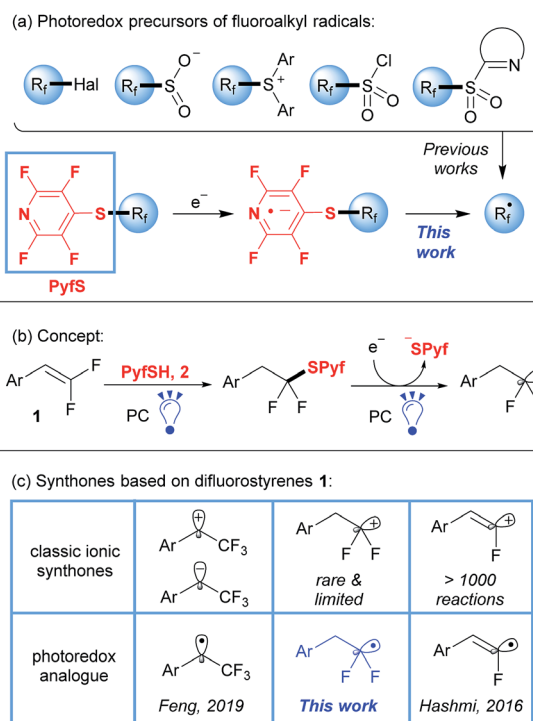 (a) Photoredox precursors of fluoroalkyl radicals:
Rf Hal
Rf S O− O
Rf S+ Ar Ar
Rf S Cl O O
Rf S N O O
Previous works
F F F F N S Rf
PyfS
e−
F F F F N •− S Rf
This work
Rf•
(b) Concept:
Ar F F
1
PyfSH, 2
PC
Ar SPyf F F
e− −SPyf
PC
Ar F
(c) Synthones based on difluorostyrenes 1:
classic ionic synthones
Ar + CF3
Ar − CF3
Ar + F F
rare & limited
Ar + F
> 1000 reactions
photoredox analogue
Ar • CF3
Feng, 2019
Ar • F F
This work
Ar • F
Hashmi, 2016